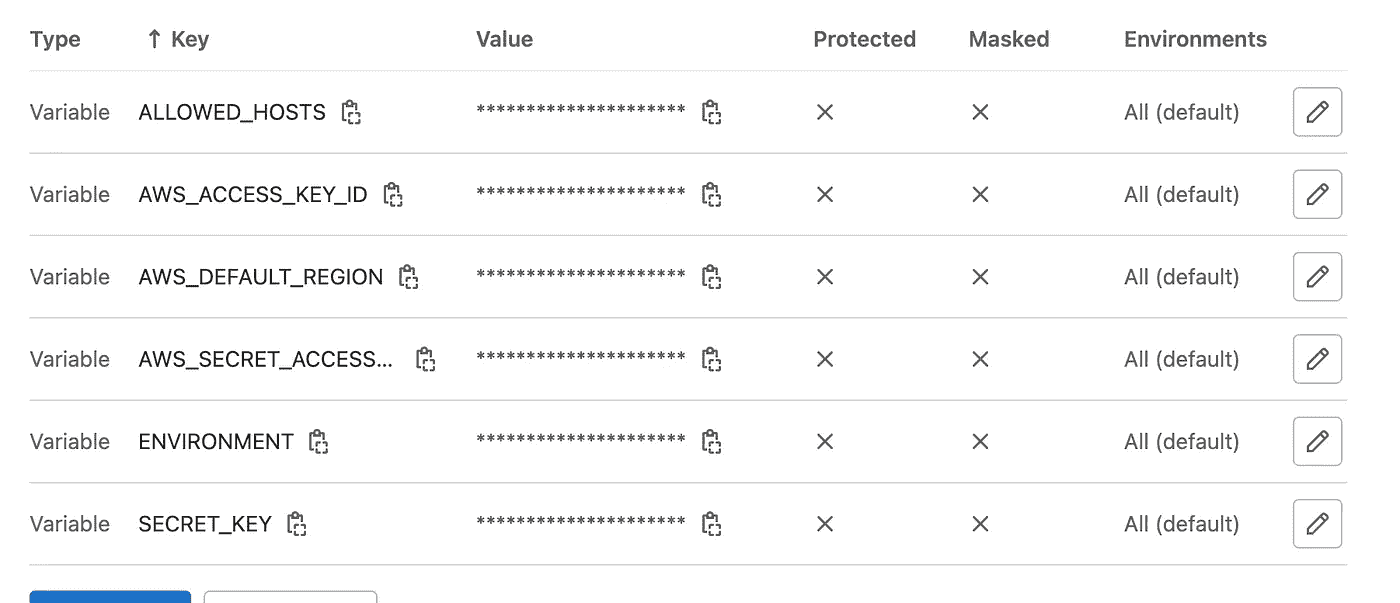 Type ↑ Key Value Protected Masked Environments
Variable ALLOWED_HOSTS ********************* × × All (default)
Variable AWS_ACCESS_KEY_ID ********************* × × All (default)
Variable AWS_DEFAULT_REGION ********************* × × All (default)
Variable AWS_SECRET_ACCESS... ********************* × × All (default)
Variable ENVIRONMENT ********************* × × All (default)
Variable SECRET_KEY ********************* × × All (default)